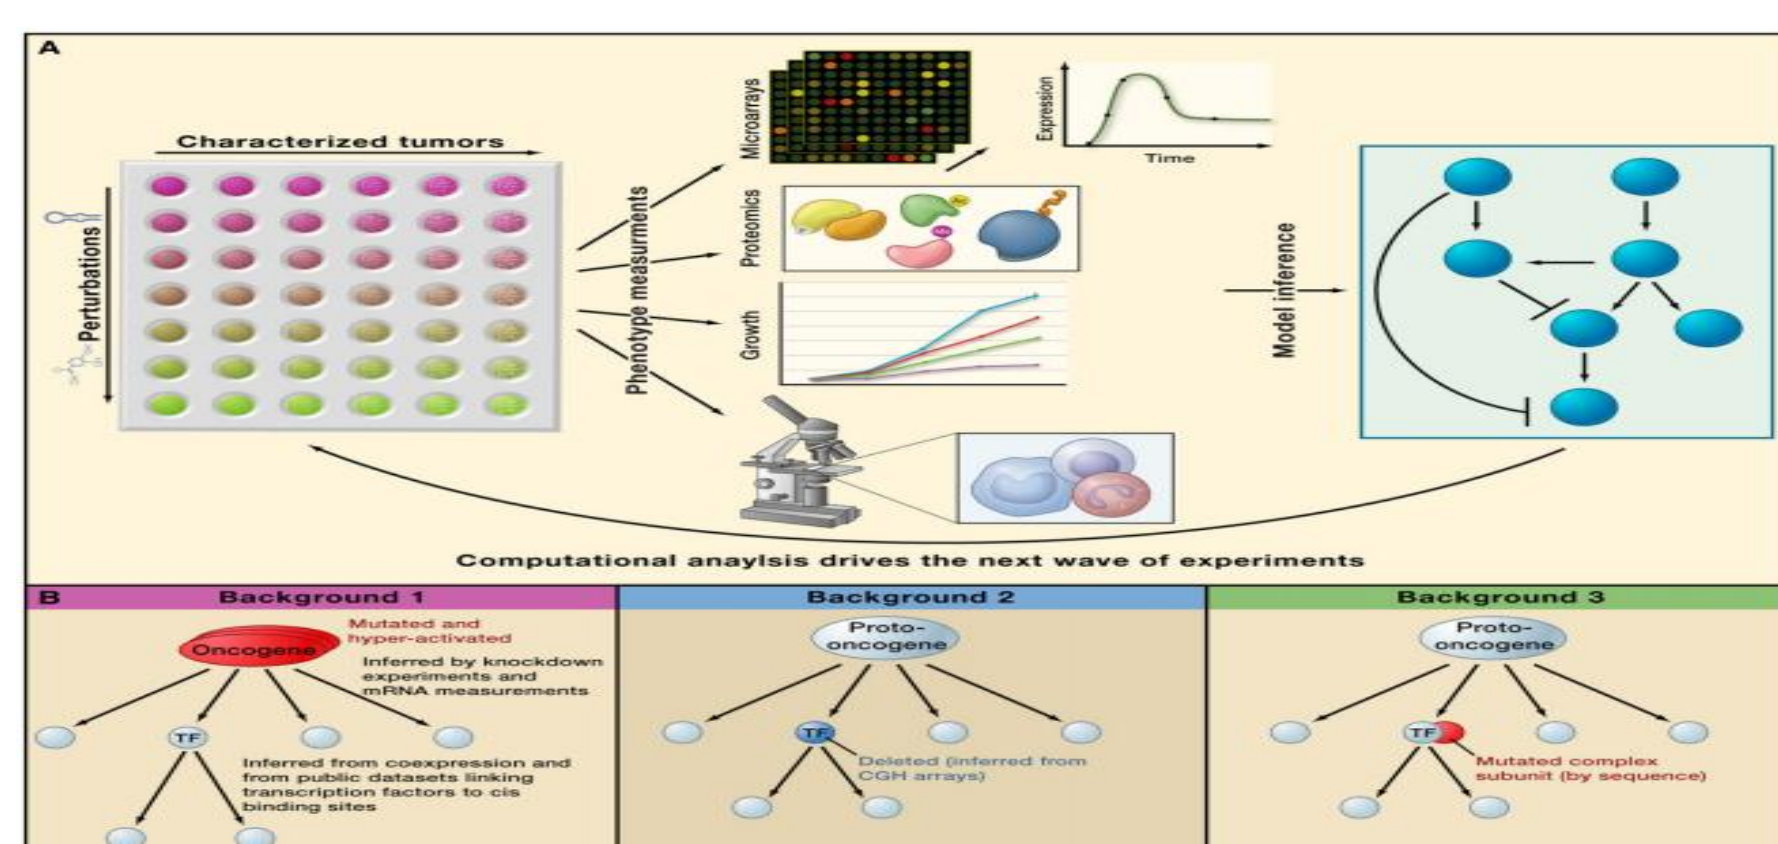 A
Characterized tumors
Perturbations
Phenotype measurments
Microarrays
Proteomics
Growth
Expression
Time
Model inference
Computational anaylsis drives the next wave of experiments
B
Background 1
Oncogene
Mutated and
hyper-activated
Inferred by knockdown
experiments and
mRNA measurements
TF
Inferred from coexpression and
from public datasets linking
transcription factors to cis
binding sites
Background 2
Proto-
oncogene
TF
Deleted (inferred from
CGH arrays)
Background 3
Proto-
oncogene
TF
Mutated complex
subunit (by sequence)